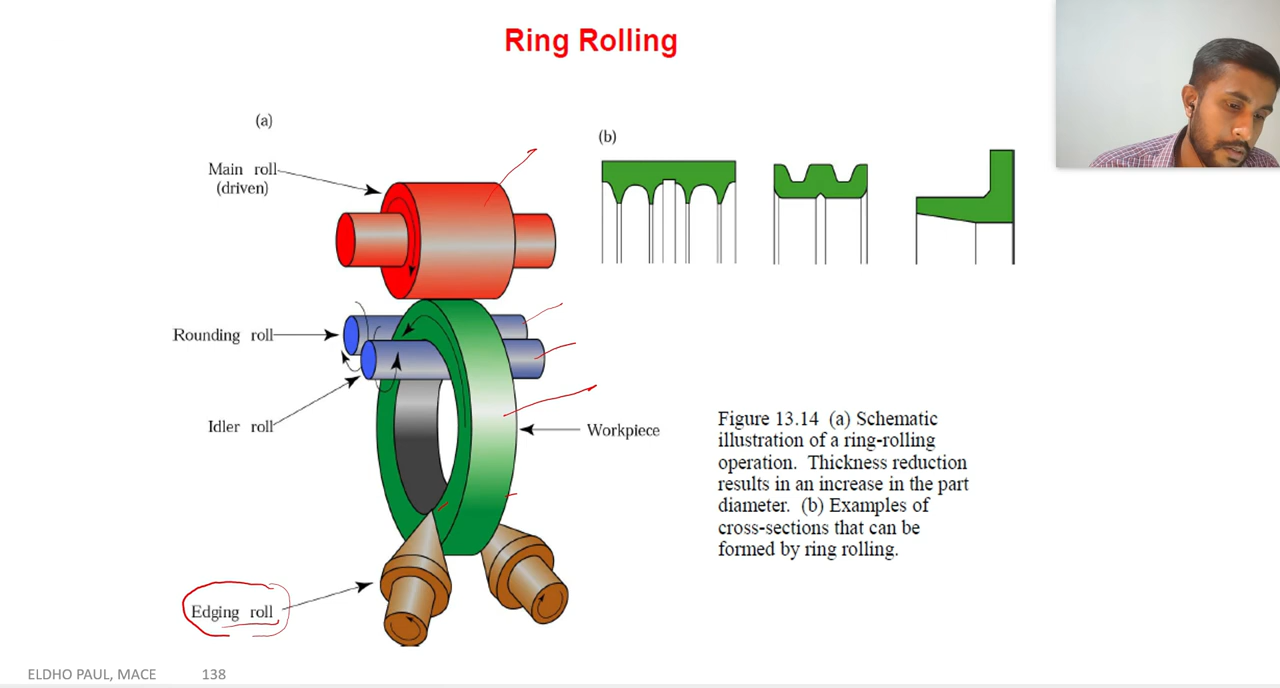 Ring Rolling
(a)
Main roll
(driven)
Rounding roll
Idler roll
Workpiece
Edging roll
(b)
Figure 13.14 (a) Schematic
illustration of a ring-rolling
operation. Thickness reduction
results in an increase in the part
diameter. (b) Examples of
cross-sections that can be
formed by ring rolling.
ELDHO PAUL, MACE 138